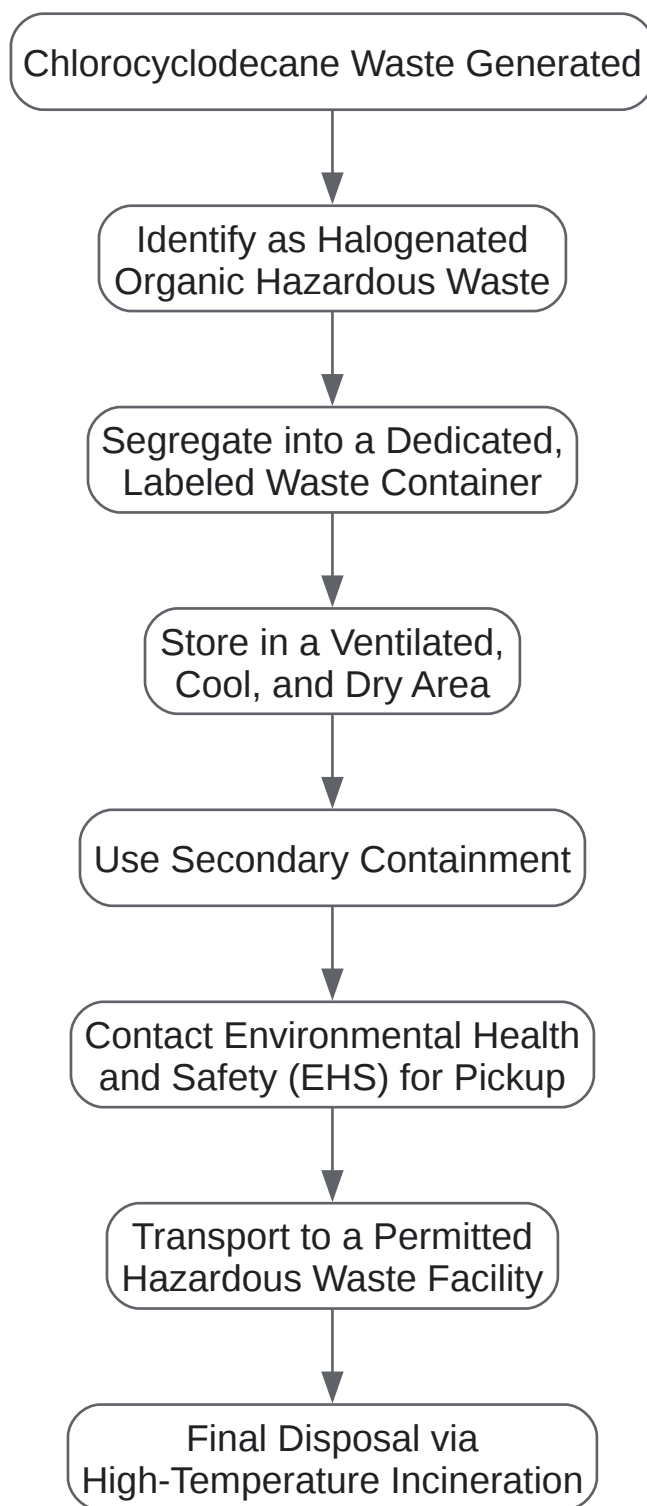 Chlorocyclodecane Waste Generated
Identify as Halogenated
Organic Hazardous Waste
Segregate into a Dedicated,
Labeled Waste Container
Store in a Ventilated,
Cool, and Dry Area
Use Secondary Containment
Contact Environmental Health
and Safety (EHS) for Pickup
Transport to a Permitted
Hazardous Waste Facility
Final Disposal via
High-Temperature Incineration